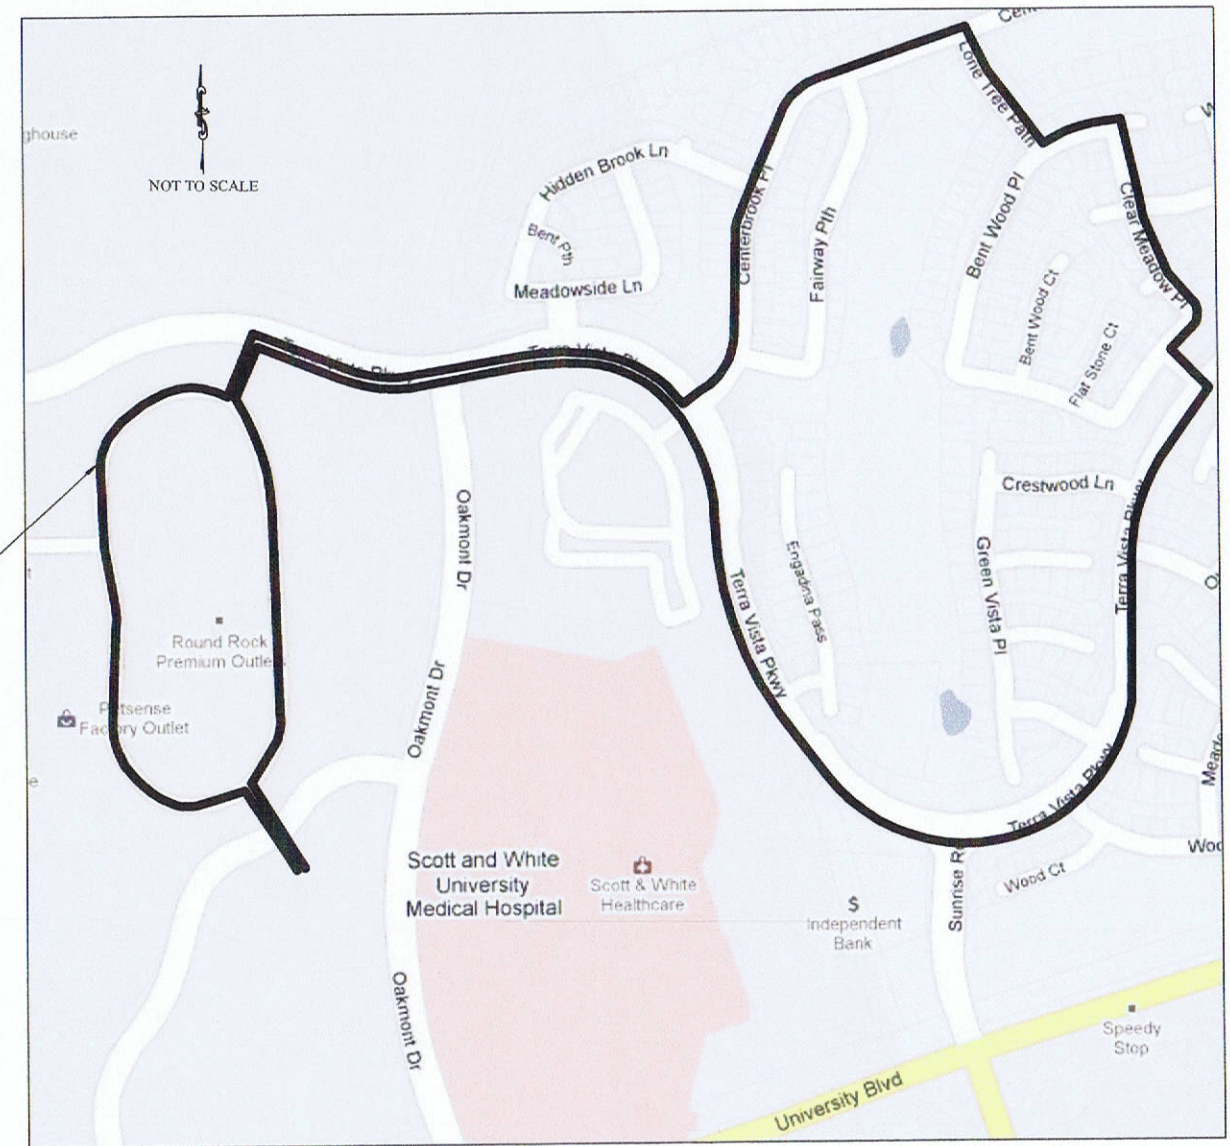 Cen
Lone Tree Path
ghouse
NOT TO SCALE
Hidden Brook Ln
Bent Pth
Meadowside Ln
Centerbrook Pl
Fairway Pth
Bent Wood Pl
Clear Meadow Pl
Bent Wood Ct
Flat Stone Ct
Crestwood Ln
Oakmont Dr
Engadina Pass
Green Vista Pl
Terra Vista Pkwy
Terra Vista Pkwy
Round Rock
Premium Outlets
Petsense
Factory Outlet
Oakmont Dr
Terra Vista Pkwy
Meado
Scott and White
University
Medical Hospital
Scott & White
Healthcare
$
Independent
Bank
Sunrise R
Wood Ct
Woo
Oakmont Dr
Speedy
Stop
University Blvd